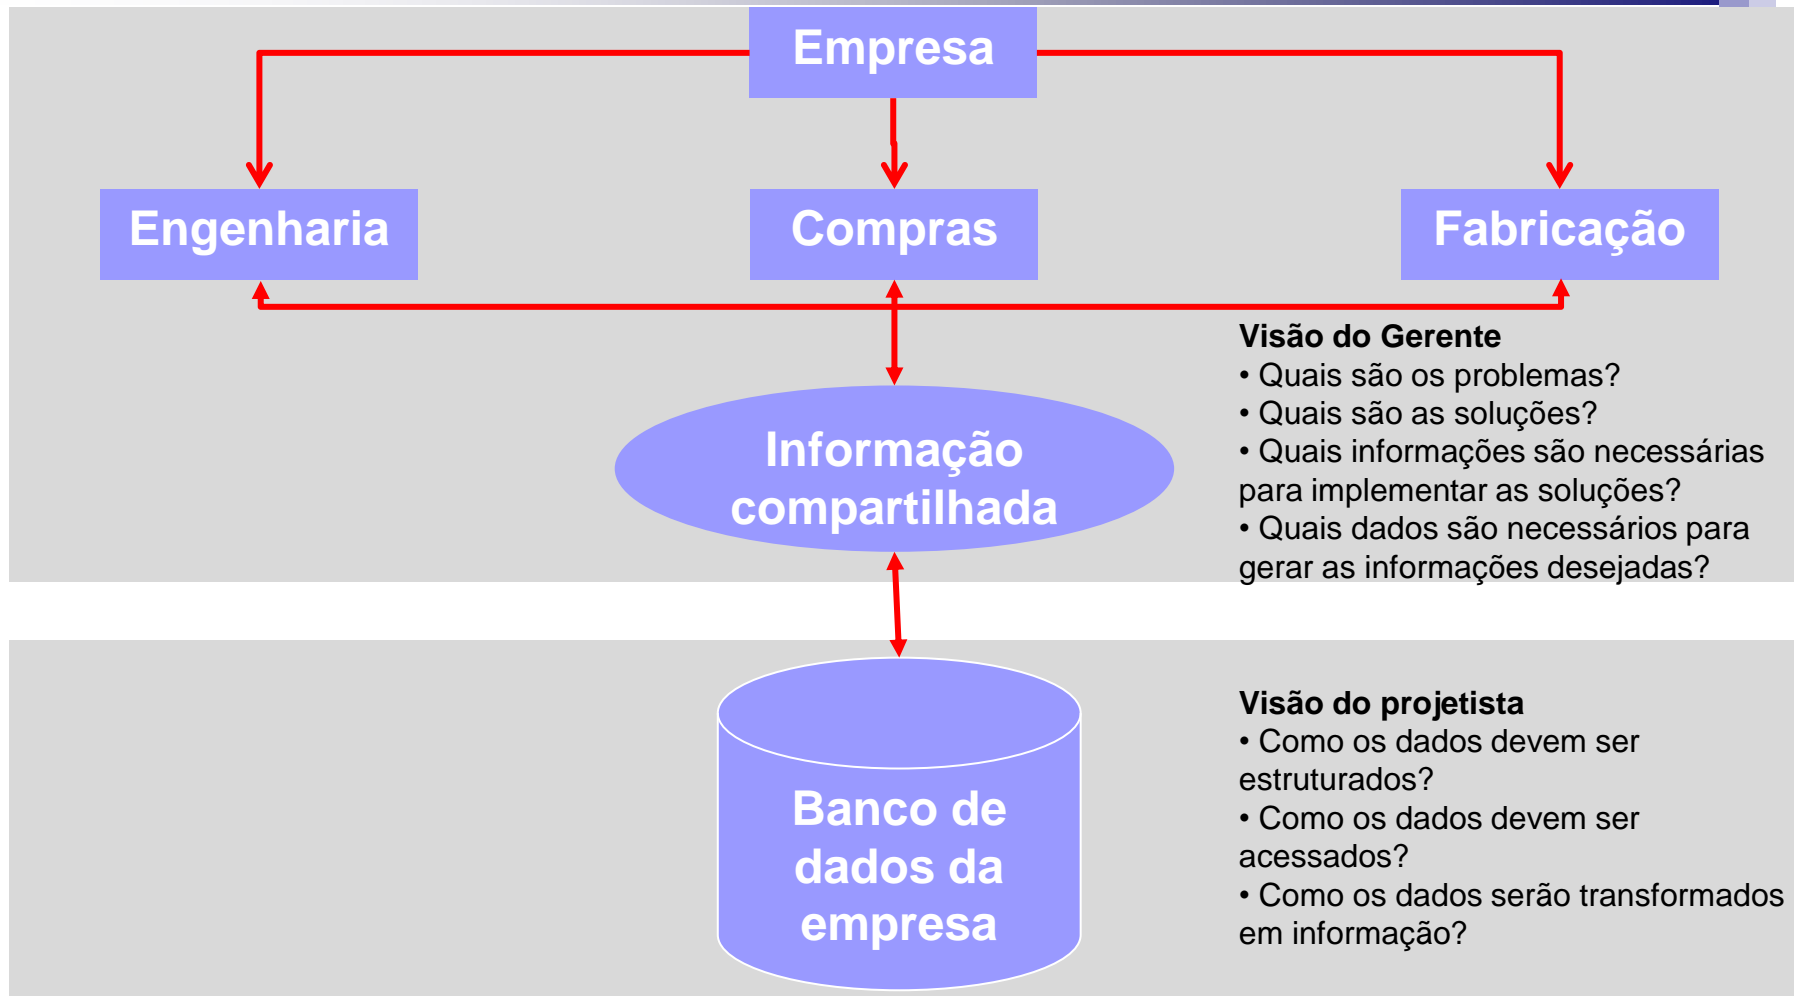 Empresa
Engenharia
Compras
Fabricação
Visão do Gerente
• Quais são os problemas?
• Quais são as soluções?
• Quais informações são necessárias
para implementar as soluções?
• Quais dados são necessários para
gerar as informações desejadas?
Informação
compartilhada
Visão do projetista
• Como os dados devem ser
estruturados?
• Como os dados devem ser
acessados?
• Como os dados serão transformados
em informação?
Banco de
dados da
empresa